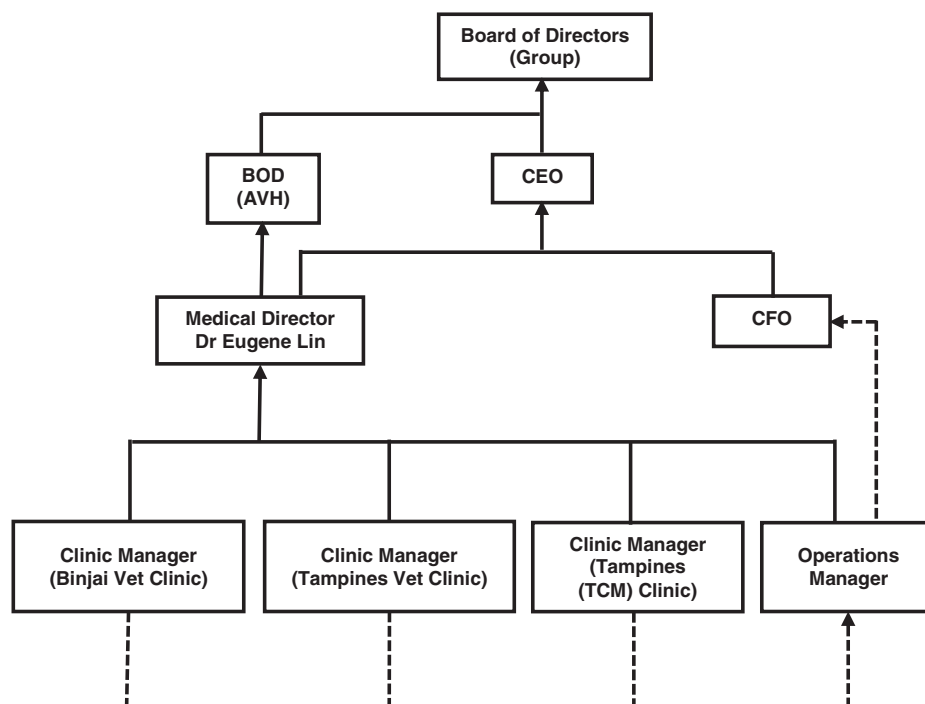 Board of Directors
(Group)
BOD
(AVH)
CEO
Medical Director
Dr Eugene Lin
CFO
Clinic Manager
(Binjai Vet Clinic)
Clinic Manager
(Tampines Vet Clinic)
Clinic Manager
(Tampines
(TCM) Clinic)
Operations
Manager